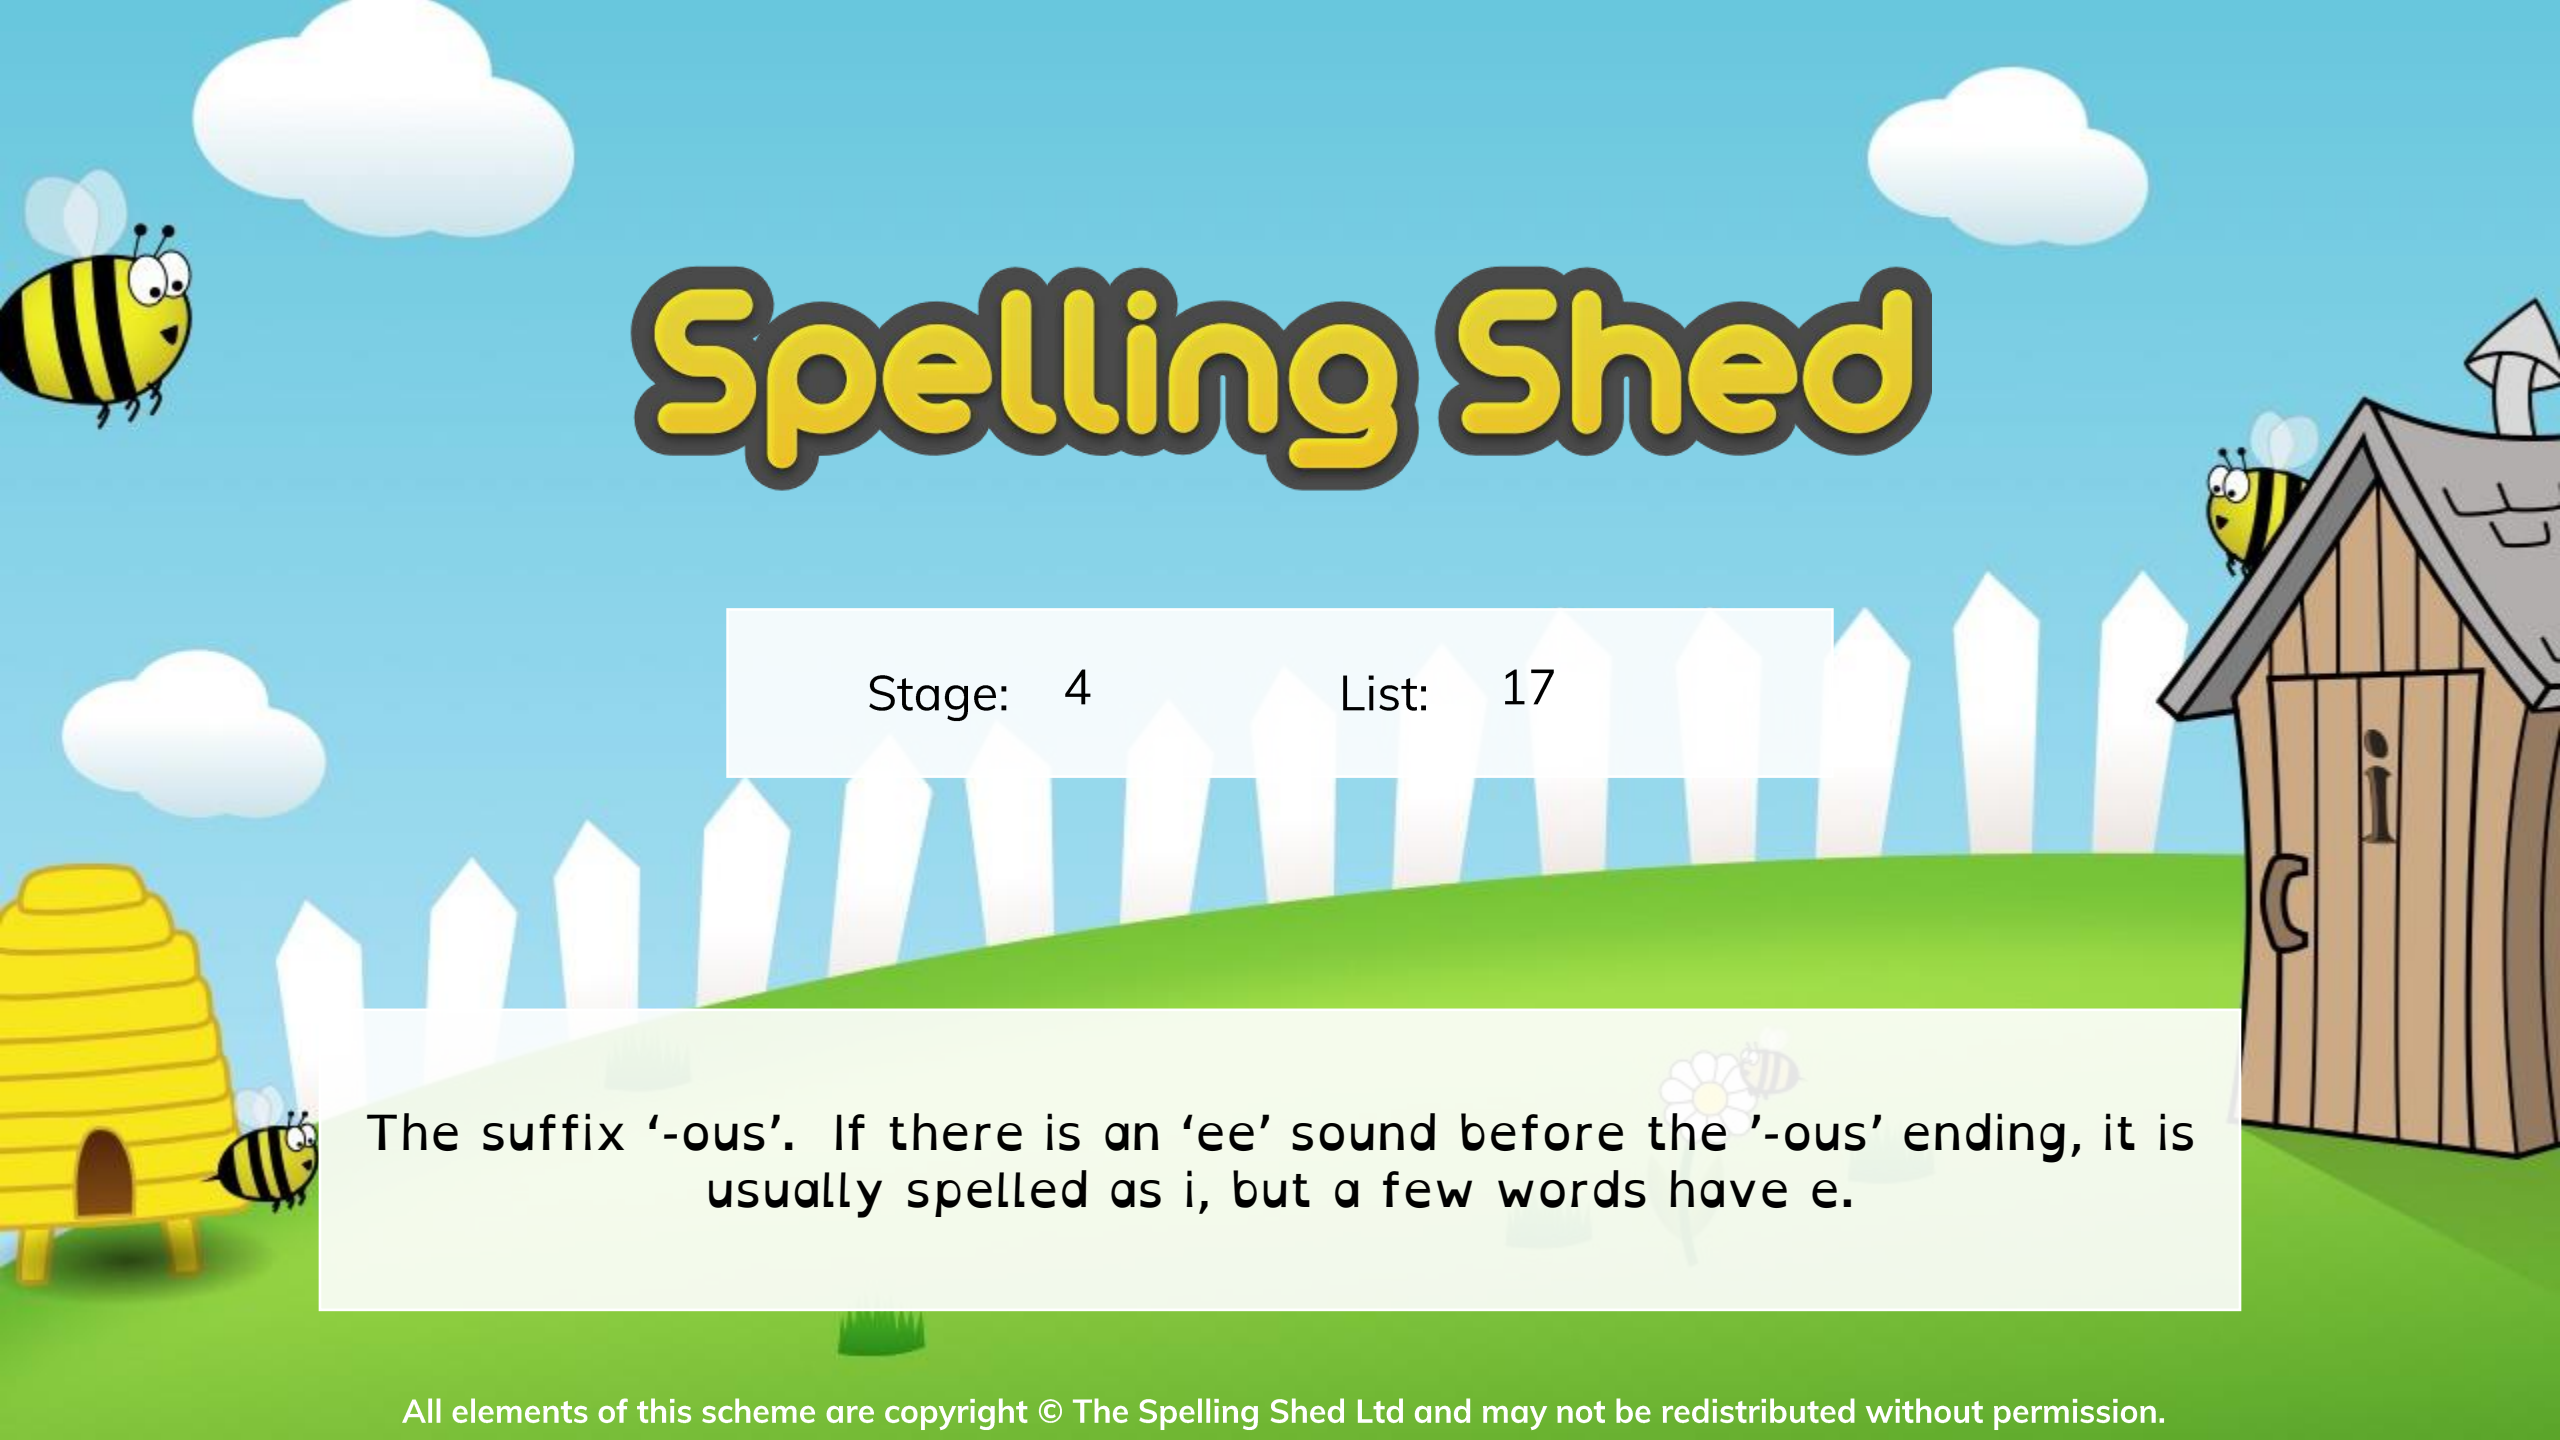 Spelling Shed
Stage: 4 List: 17
i
The suffix ‘-ous’.  If there is an ‘ee’ sound before the ’-ous’ ending, it is
usually spelled as i, but a few words have e.
All elements of this scheme are copyright © The Spelling Shed Ltd and may not be redistributed without permission.